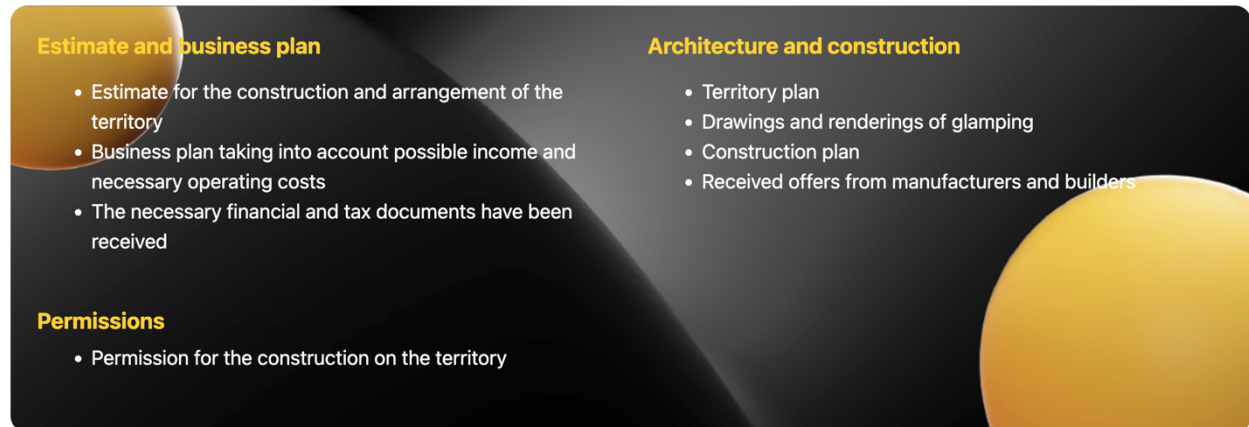 Estimate and business plan
• Estimate for the construction and arrangement of the
territory
• Business plan taking into account possible income and
necessary operating costs
• The necessary financial and tax documents have been
received
Permissions
• Permission for the construction on the territory
Architecture and construction
• Territory plan
• Drawings and renderings of glamping
• Construction plan
• Received offers from manufacturers and builders